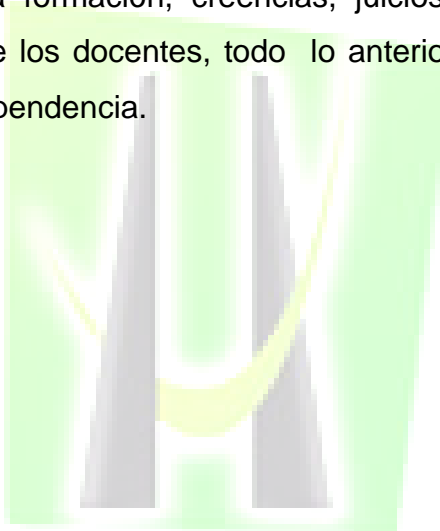 formación, creencias, juicios
los docentes, todo lo anterio
pendencia.